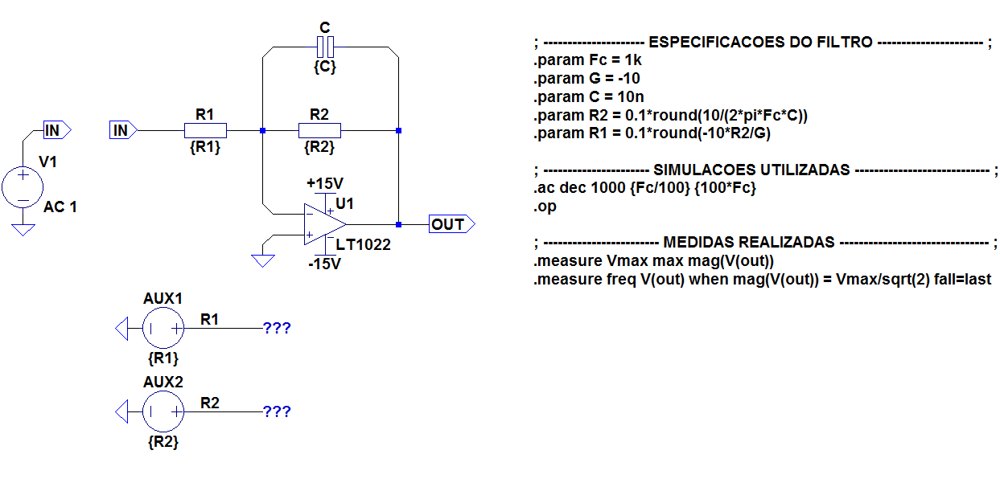 C
{C}
R1
{R1}
R2
{R2}
IN
IN
V1
AC 1
+15V
U1
LT1022
-15V
OUT
AUX1
R1
???
{R1}
AUX2
R2
???
{R2}
; --------------------- ESPECIFICACOES DO FILTRO ---------------------- ;
.param Fc = 1k
.param G = -10
.param C = 10n
.param R2 = 0.1*round(10/(2*pi*Fc*C))
.param R1 = 0.1*round(-10*R2/G)
; ---------------------- SIMULACOES UTILIZADAS ---------------------------- ;
.ac dec 1000 {Fc/100} {100*Fc}
.op
; ------------------------ MEDIDAS REALIZADAS ------------------------------- ;
.measure Vmax max mag(V(out))
.measure freq V(out) when mag(V(out)) = Vmax/sqrt(2) fall=last